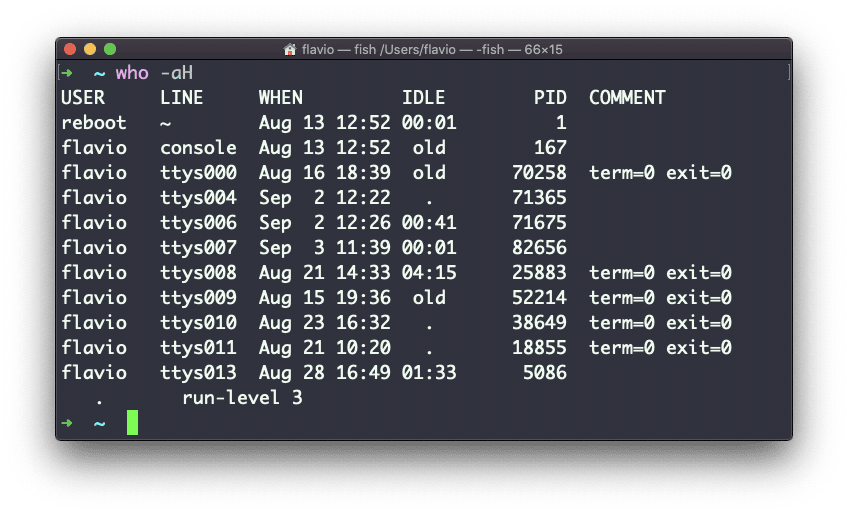 flavio — fish /Users/flavio — -fish — 66×15
➜  ~ who -aH
USER     LINE     WHEN         IDLE        PID  COMMENT
reboot   ~        Aug 13 12:52 00:01         1
flavio   console  Aug 13 12:52  old        167
flavio   ttys000  Aug 16 18:39  old      70258  term=0 exit=0
flavio   ttys004  Sep  2 12:22   .       71365
flavio   ttys006  Sep  2 12:26 00:41     71675
flavio   ttys007  Sep  3 11:39 00:01     82656
flavio   ttys008  Aug 21 14:33 04:15     25883  term=0 exit=0
flavio   ttys009  Aug 15 19:36  old      52214  term=0 exit=0
flavio   ttys010  Aug 23 16:32   .       38649  term=0 exit=0
flavio   ttys011  Aug 21 10:20   .       18855  term=0 exit=0
flavio   ttys013  Aug 28 16:49 01:33      5086
   .       run-level 3
➜  ~